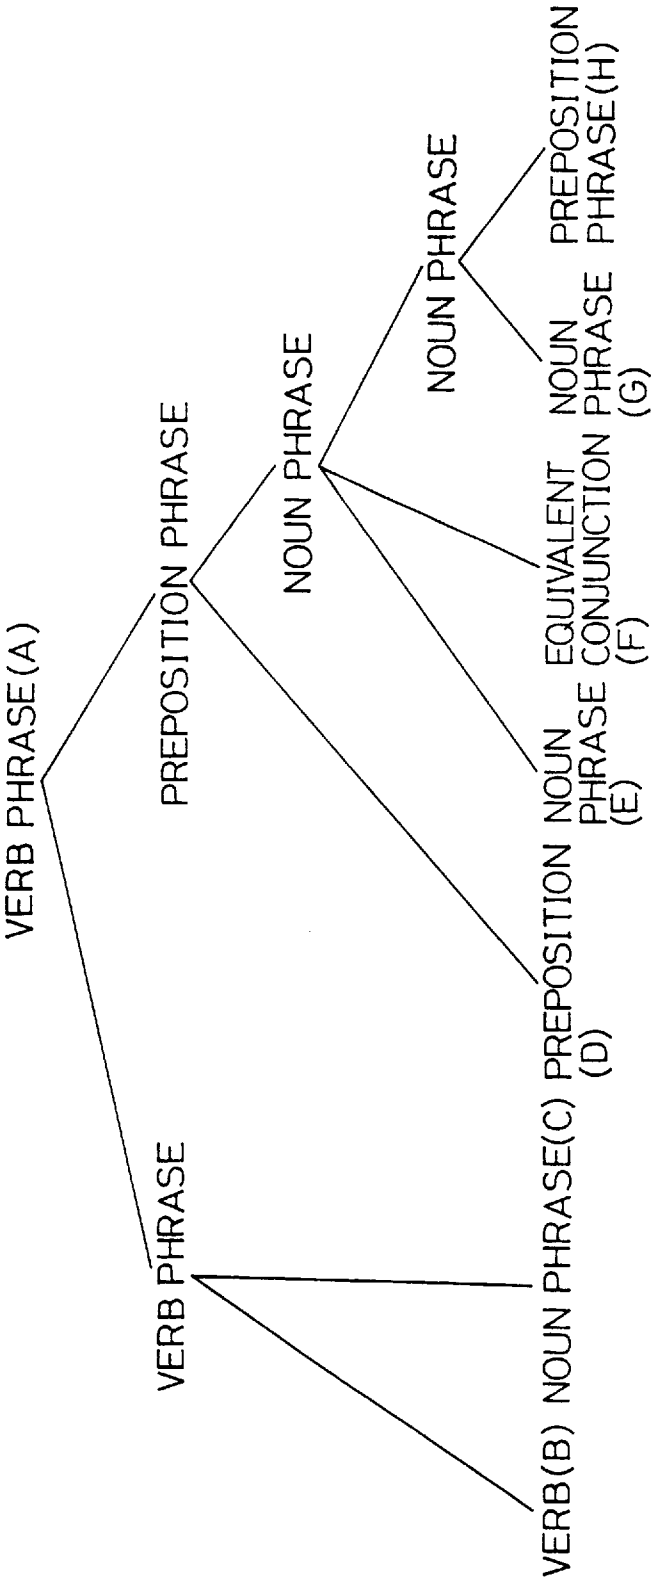 VERB PHRASE(A)
VERB PHRASE
PREPOSITION PHRASE
NOUN PHRASE
NOUN PHRASE
VERB(B)
NOUN PHRASE(C)
PREPOSITION
(D)
NOUN
PHRASE
(E)
EQUIVALENT
CONJUNCTION
(F)
NOUN
PHRASE
(G)
PREPOSITION
PHRASE(H)